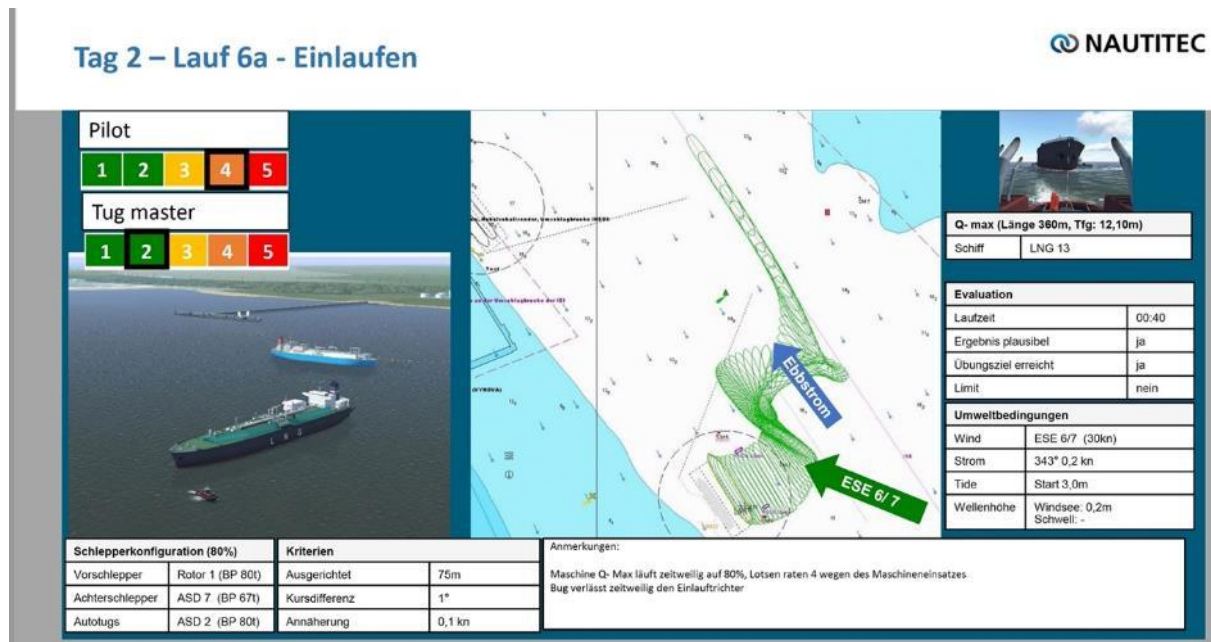 Tag 2 – Lauf 6a - Einlaufen
NAUTITEC
Pilot
1 2 3 4 5
Tug master
1 2 3 4 5
Ebbstrom
ESE 6/ 7
Q- max (Länge 360m, Tfg: 12,10m)
Schiff LNG 13
Evaluation
Laufzeit 00:40
Ergebnis plausibel ja
Übungsziel erreicht ja
Limit nein
Umweltbedingungen
Wind ESE 6/7 (30kn)
Strom 343° 0,2 kn
Tide Start 3,0m
Wellenhöhe Windsee: 0,2m
Schwell: -
Schlepperkonfiguration (80%)
Vorschlepper Rotor 1 (BP 80t)
Achterschlepper ASD 7 (BP 67t)
Autotugs ASD 2 (BP 80t)
Kriterien
Ausgerichtet 75m
Kursdifferenz 1°
Annäherung 0,1 kn
Anmerkungen:
Maschine Q- Max läuft zeitweilig auf 80%, Lotsen raten 4 wegen des Maschineneinsatzes
Bug verlässt zeitweilig den Einlauftrichter